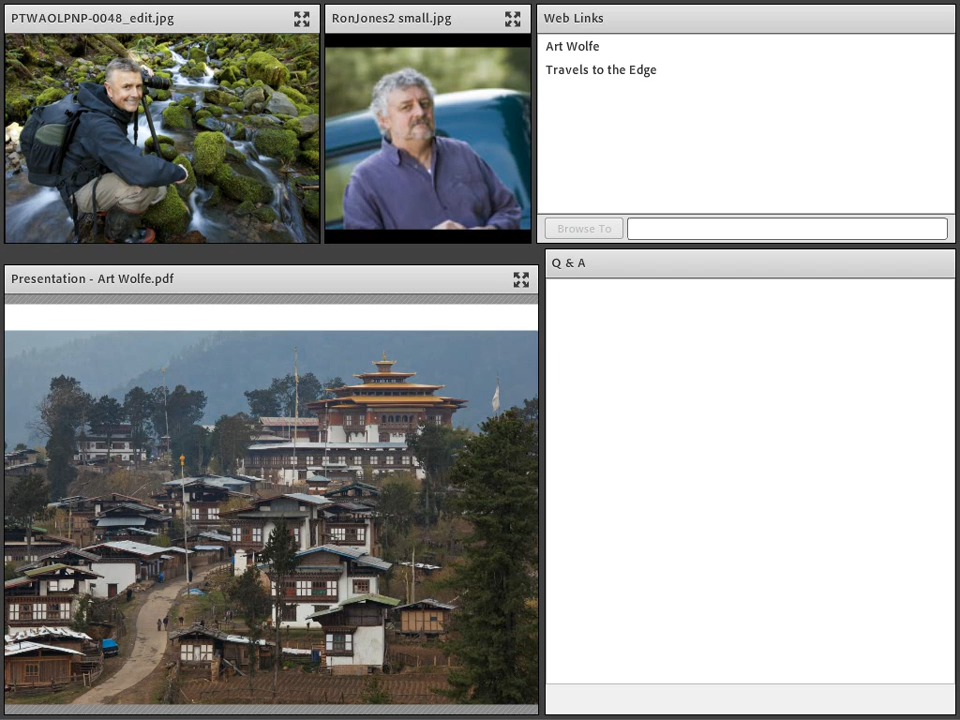 PTWAOLPNP-0048_edit.jpg
RonJones2 small.jpg
Web Links
Art Wolfe
Travels to the Edge
Browse To
Presentation - Art Wolfe.pdf
Q & A